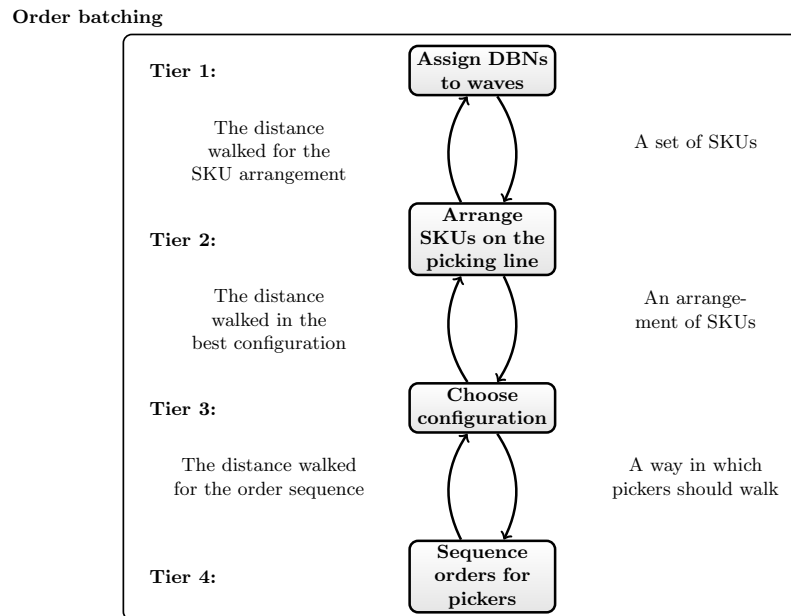 Order batching
Tier 1:
Assign DBNs
to waves
The distance
walked for the
SKU arrangement
A set of SKUs
Tier 2:
Arrange
SKUs on the
picking line
The distance
walked in the
best configuration
An arrange-
ment of SKUs
Tier 3:
Choose
configuration
The distance walked
for the order sequence
A way in which
pickers should walk
Tier 4:
Sequence
orders for
pickers